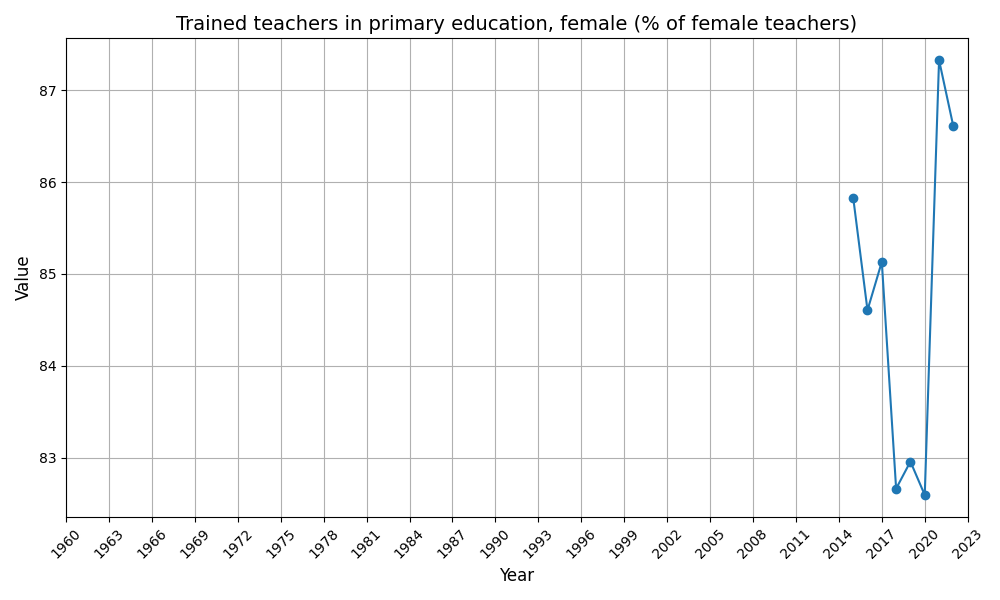 Trained teachers in primary education, female (% of female teachers)
Value
87
86
85
84
83
1960 1963 1966 1969 1972 1975 1978 1981 1984 1987 1990 1993 1996 1999 2002 2005 2008 2011 2014 2017 2020 2023
Year